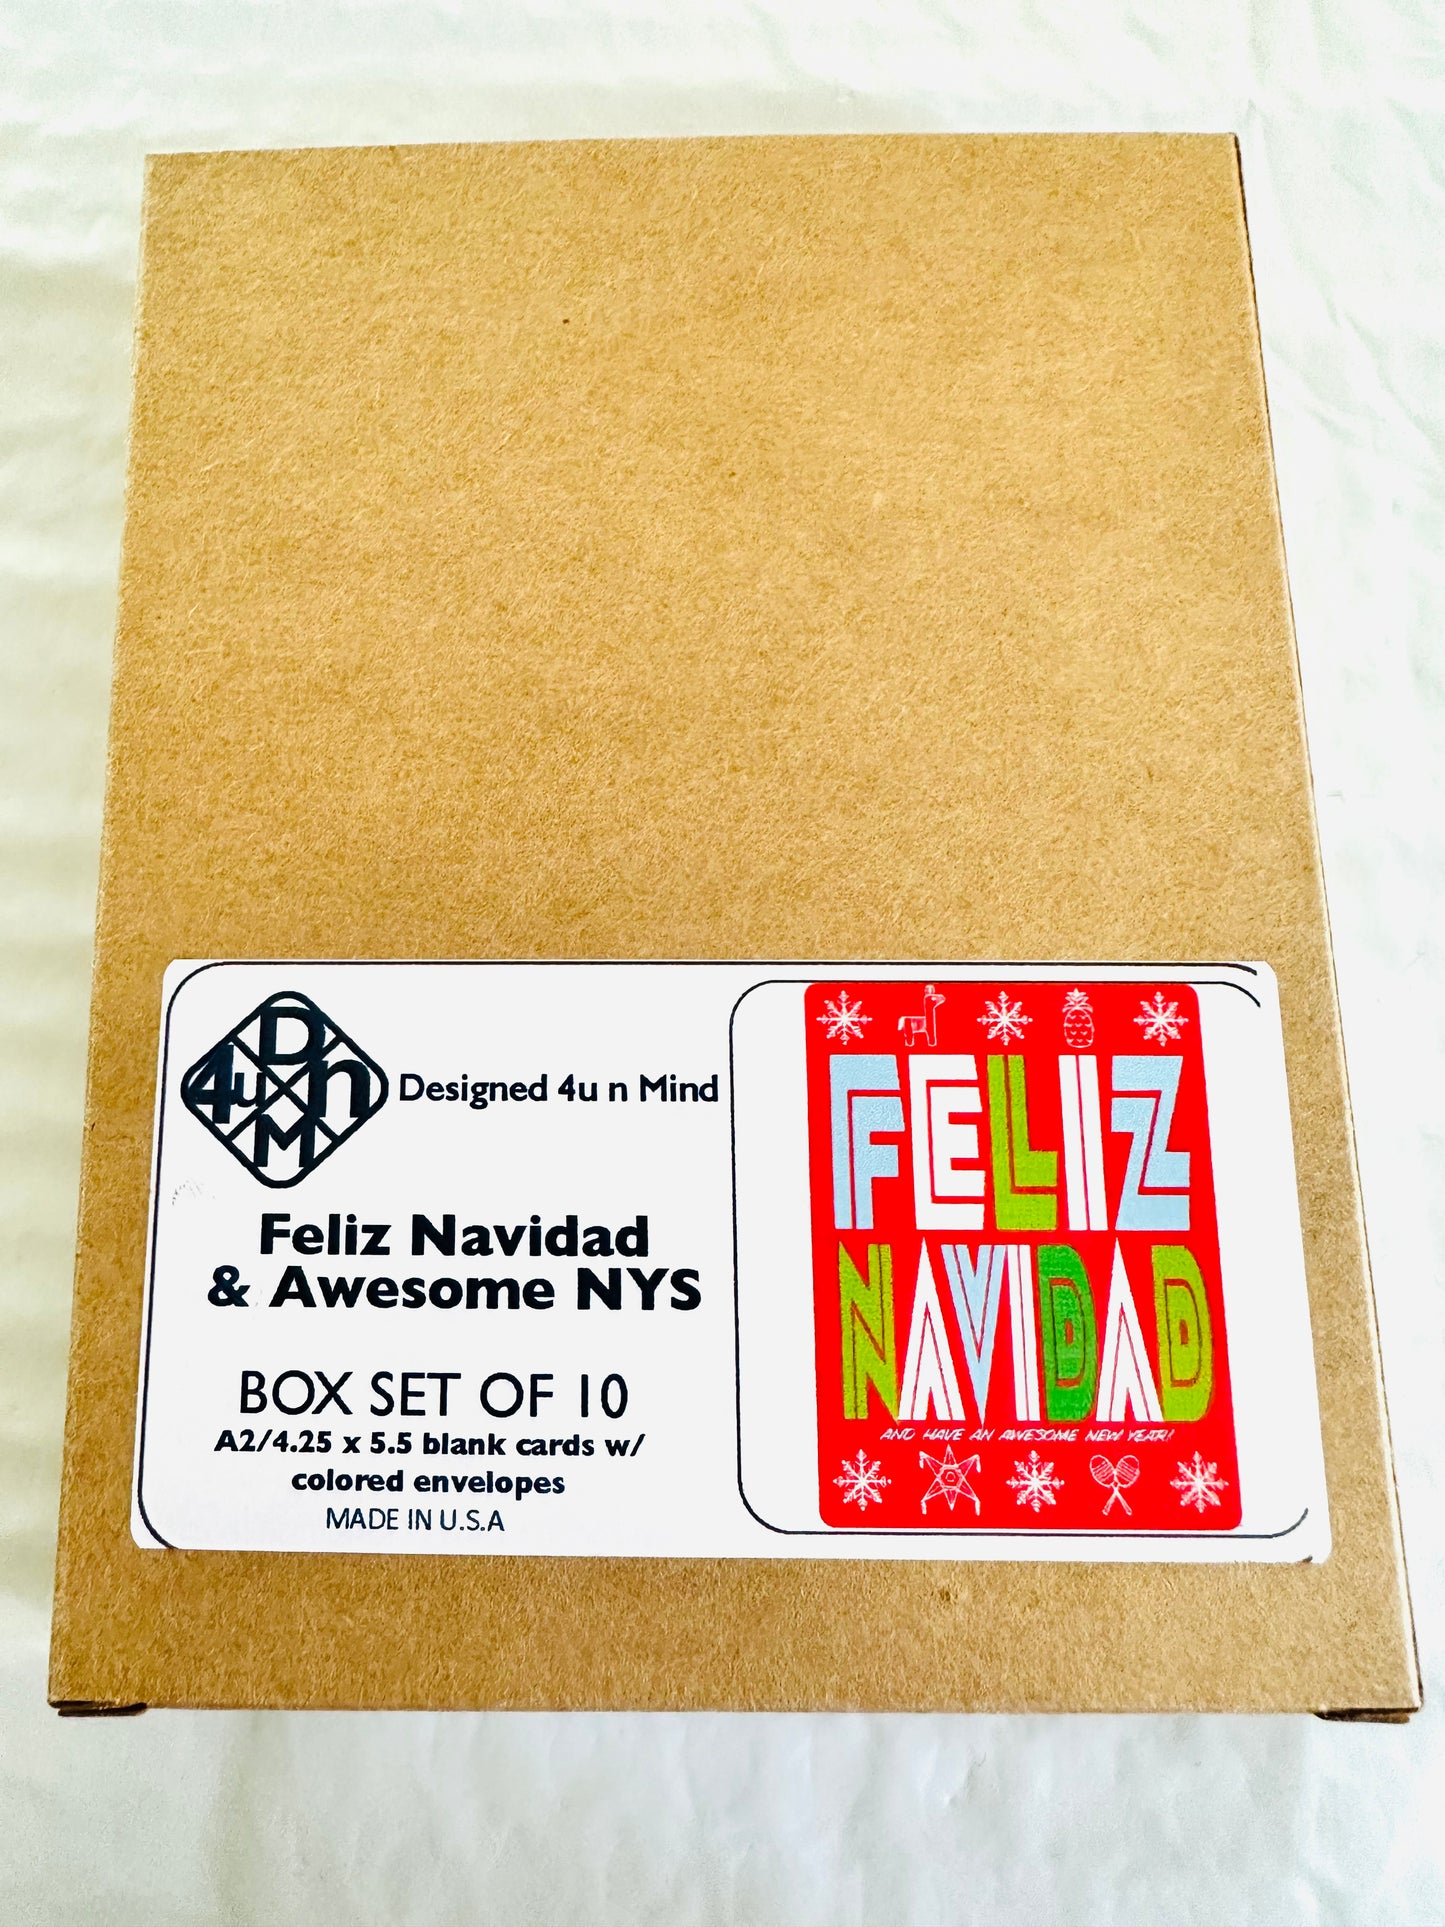 D
4u n
M
Designed 4u n Mind
Feliz Navidad
& Awesome NYS
BOX SET OF 10
A2/4.25 x 5.5 blank cards w/
colored envelopes
MADE IN U.S.A
FELIZ
NAVIDAD
AND HAVE AN AWESOME NEW YEAR!